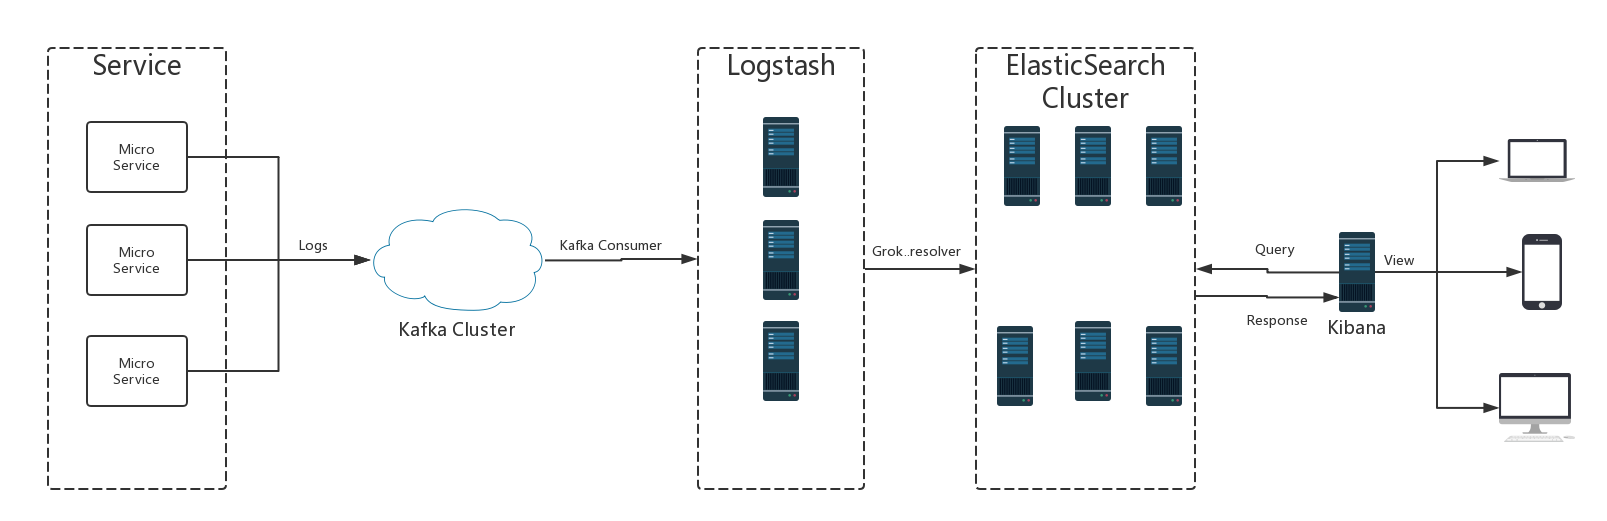 Service
Micro
Service
Micro
Service
Micro
Service
Logs
Kafka Cluster
Kafka Consumer
Logstash
Grok..resolver
ElasticSearch
Cluster
Query
Response
Kibana
View